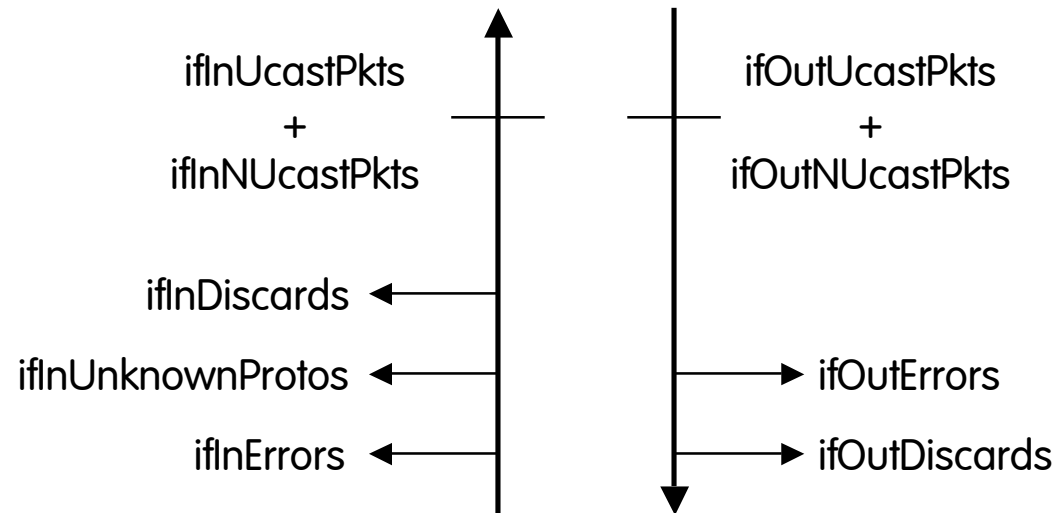 ifInUcastPkts
+
ifInNUcastPkts
ifOutUcastPkts
+
ifOutNUcastPkts
ifInDiscards
ifInUnknownProtos
ifInErrors
ifOutErrors
ifOutDiscards